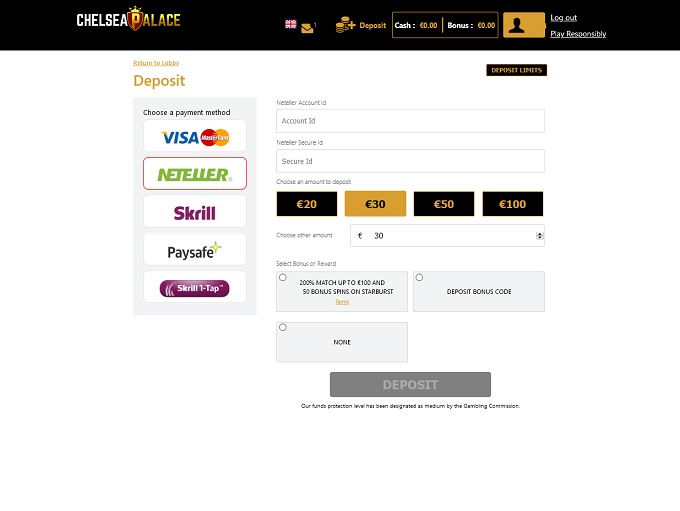 CHELSEA PALACE
1
Deposit
Cash : €0.00 Bonus : €0.00
Log out
Play Responsibly
Return to Lobby
Deposit
DEPOSIT LIMITS
Choose a payment method
VISA MasterCard
NETELLER
Skrill
Paysafe
Skrill 1-Tap
Neteller Account Id
Account Id
Neteller Secure Id
Secure Id
Choose an amount to deposit
€20 €30 €50 €100
Choose other amount € 30
Select Bonus or Reward
200% MATCH UP TO €100 AND
50 BONUS SPINS ON STARBURST
Terms
DEPOSIT BONUS CODE
NONE
DEPOSIT
Our funds protection level has been designated as medium by the Gambling Commission.